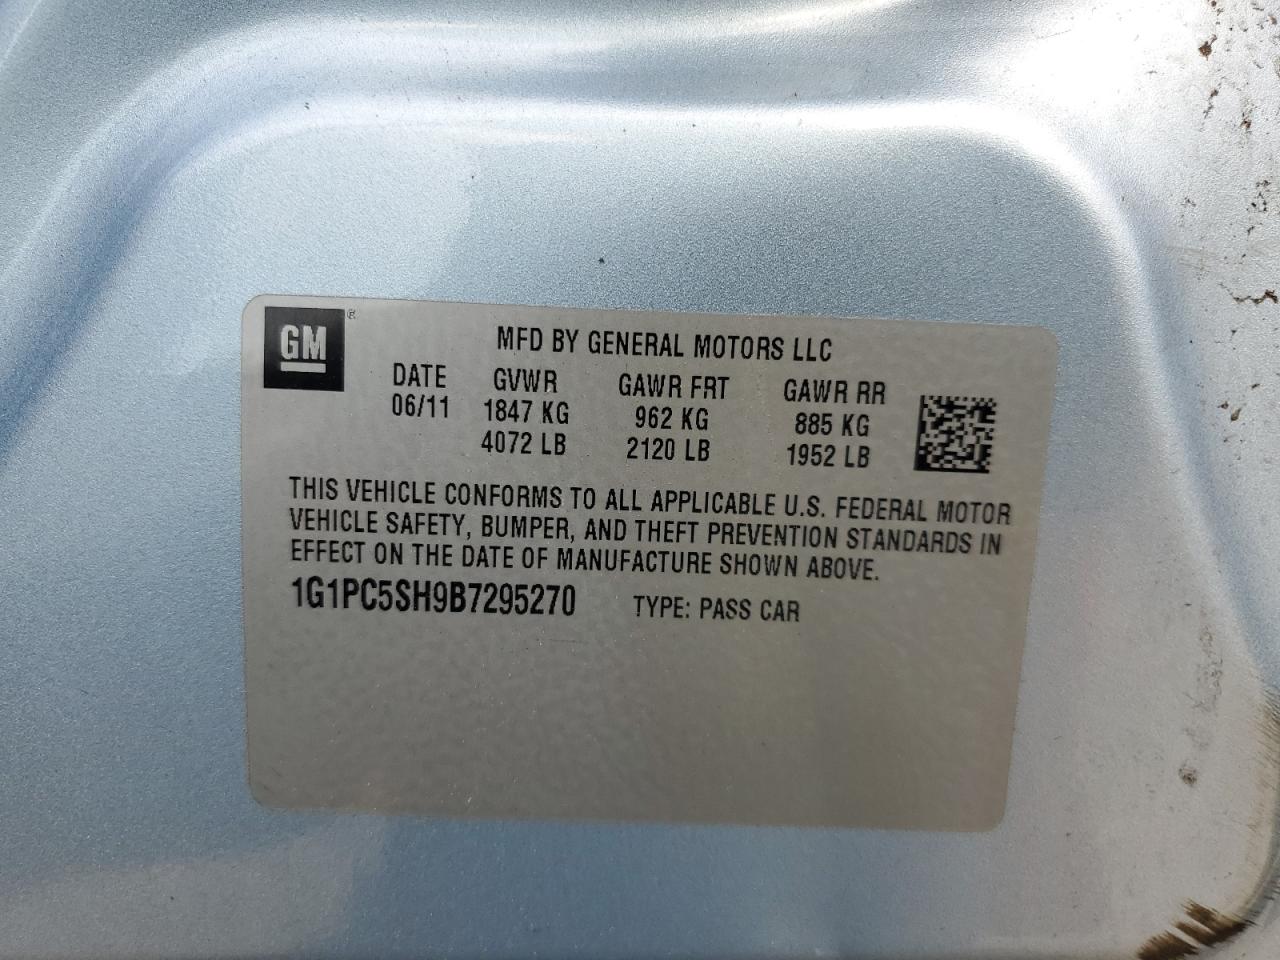 GM ®
MFD BY GENERAL MOTORS LLC
DATE GVWR GAWR FRT GAWR RR
06/11 1847 KG 962 KG 885 KG
4072 LB 2120 LB 1952 LB
THIS VEHICLE CONFORMS TO ALL APPLICABLE U.S. FEDERAL MOTOR
VEHICLE SAFETY, BUMPER, AND THEFT PREVENTION STANDARDS IN
EFFECT ON THE DATE OF MANUFACTURE SHOWN ABOVE.
1G1PC5SH9B7295270 TYPE: PASS CAR